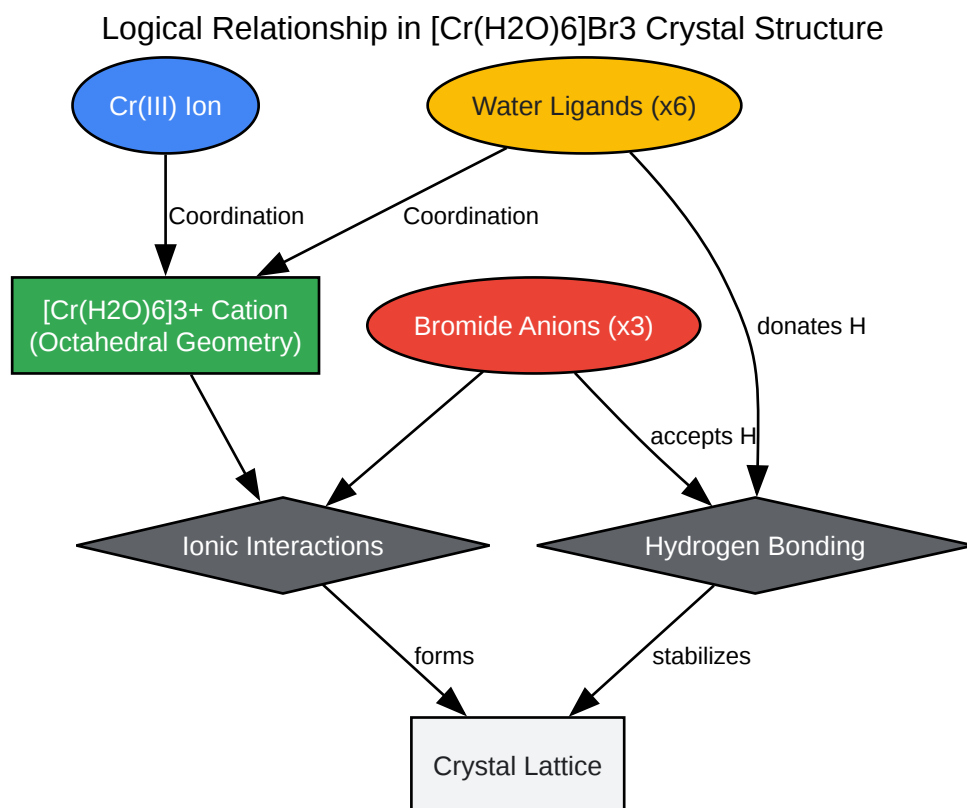 Logical Relationship in [Cr(H2O)6]Br3 Crystal Structure
Cr(III) Ion
Water Ligands (x6)
Coordination
Coordination
[Cr(H2O)6]3+ Cation
(Octahedral Geometry)
Bromide Anions (x3)
donates H
accepts H
Ionic Interactions
Hydrogen Bonding
forms
stabilizes
Crystal Lattice